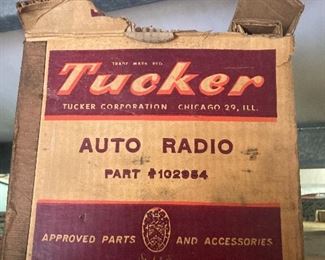 TRADE MARK REG.
Tucker
TUCKER CORPORATION - CHICAGO 29, ILL.
AUTO RADIO
PART #102954
APPROVED PARTS AND ACCESSORIES